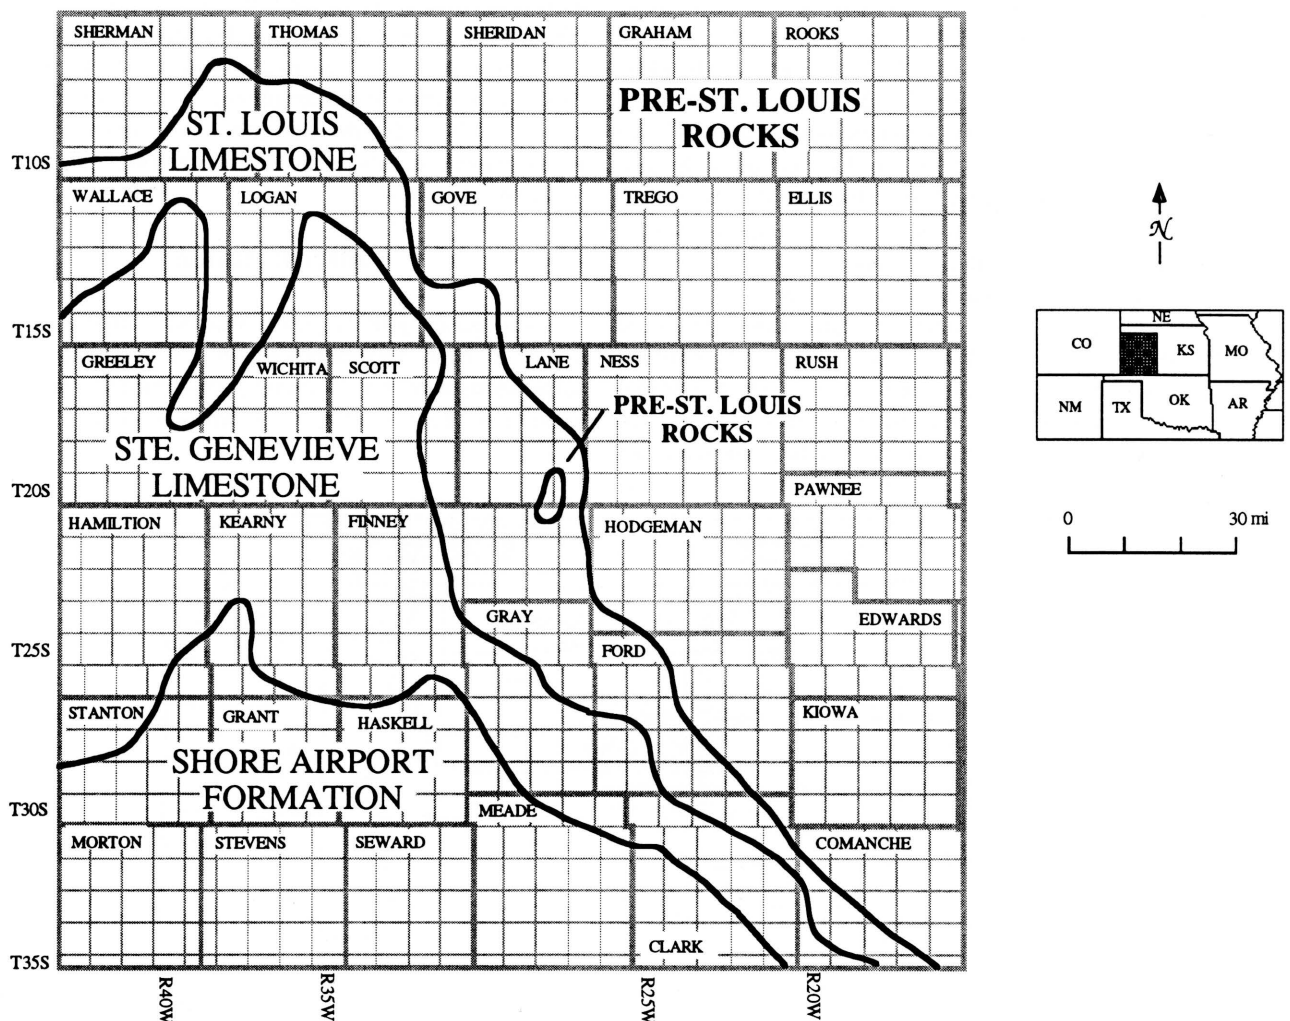 SHERMAN
THOMAS
SHERIDAN
GRAHAM
ROOKS
PRE-ST. LOUIS
ROCKS
ST. LOUIS
LIMESTONE
T10S
WALLACE
LOGAN
GOVE
TREGO
ELLIS
N
T15S
NE
CO
KS
MO
NM
TX
OK
AR
GREELEY
WICHITA
SCOTT
LANE
NESS
RUSH
PRE-ST. LOUIS
ROCKS
STE. GENEVIEVE
LIMESTONE
T20S
PAWNEE
0
30 mi
HAMILTION
KEARNY
FINNEY
HODGEMAN
GRAY
EDWARDS
T25S
FORD
STANTON
GRANT
HASKELL
KIOWA
SHORE AIRPORT
FORMATION
T30S
MEADE
MORTON
STEVENS
SEWARD
COMANCHE
CLARK
T35S
R40W
R35W
R25W
R20W